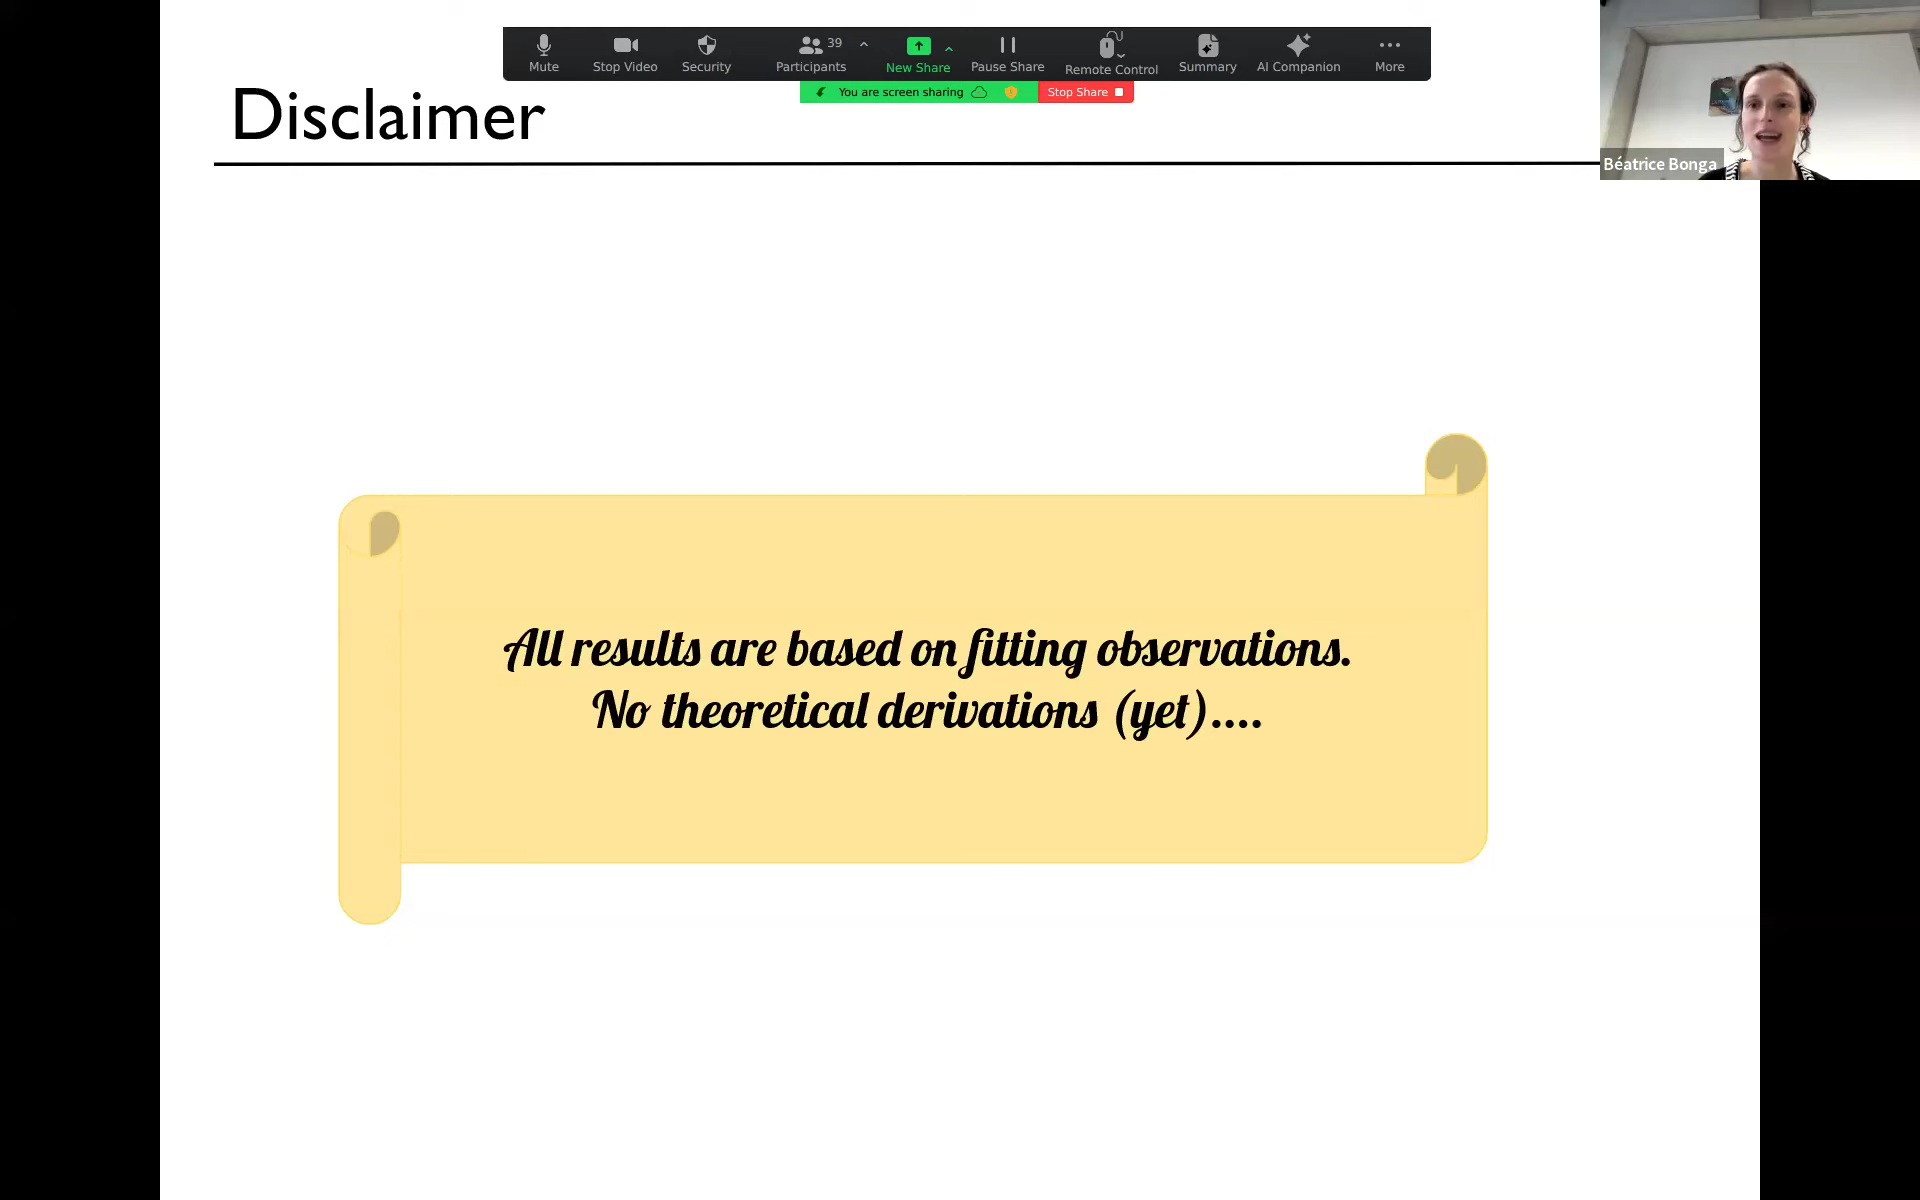 Mute
Stop Video
Security
Participants
39
New Share
Pause Share
Remote Control
Summary
AI Companion
More
You are screen sharing
Stop Share
Disclaimer
Béatrice Bonga
All results are based on fitting observations.
No theoretical derivations (yet)....